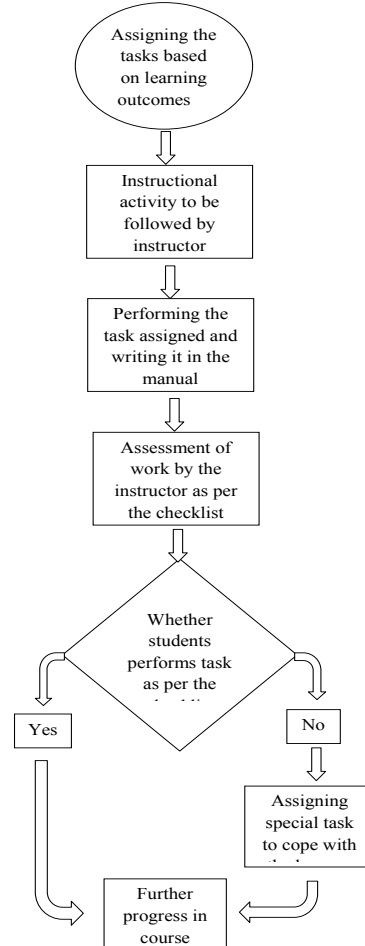 Assigning the
tasks based
on learning
outcomes
Instructional
activity to be
followed by
instructor
Performing the
task assigned and
writing it in the
manual
Assessment of
work by the
instructor as per
the checklist
Whether
students
performs task
as per the
Yes
No
Assigning
special task
to cope with
Further
progress in
course